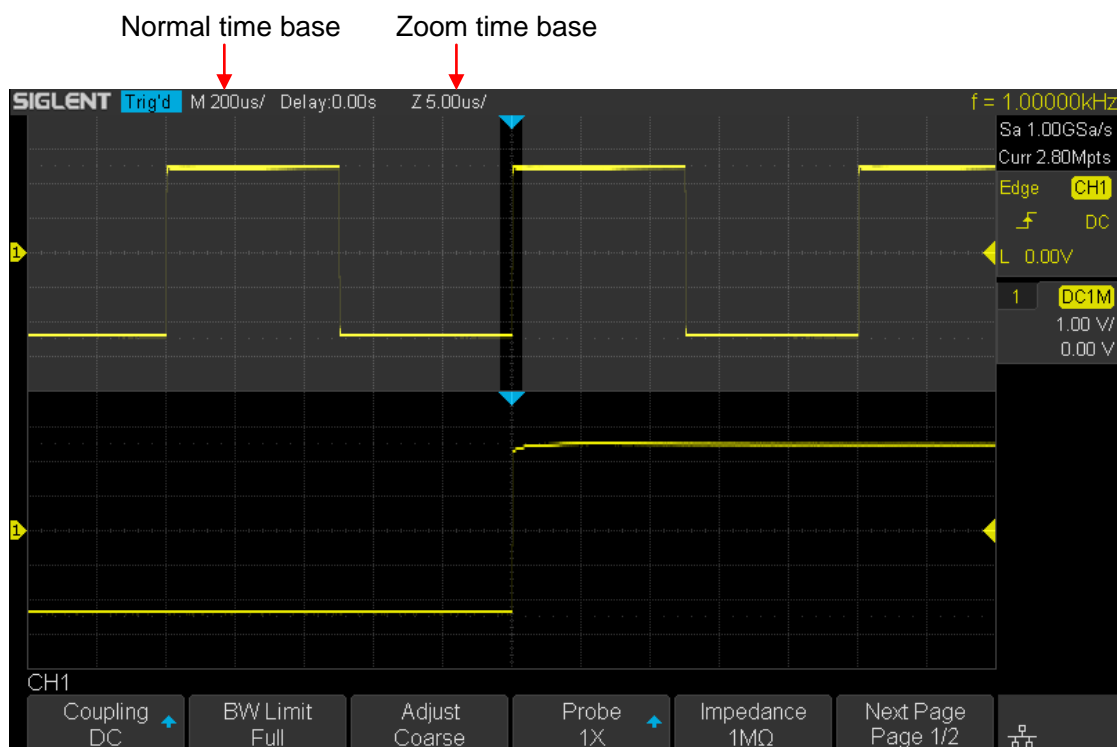 Normal time base Zoom time base
SIGLENT Trig'd M 200us/ Delay:0.00s Z 5.00us/ f = 1.00000kHz
Sa 1.00GSa/s
Curr 2.80Mpts
Edge CH1
DC
L 0.00V
1
1 DC1M
1.00 V/
0.00 V
1
CH1
Coupling BW Limit Adjust Probe Impedance Next Page
DC Full Coarse 1X 1MΩ Page 1/2